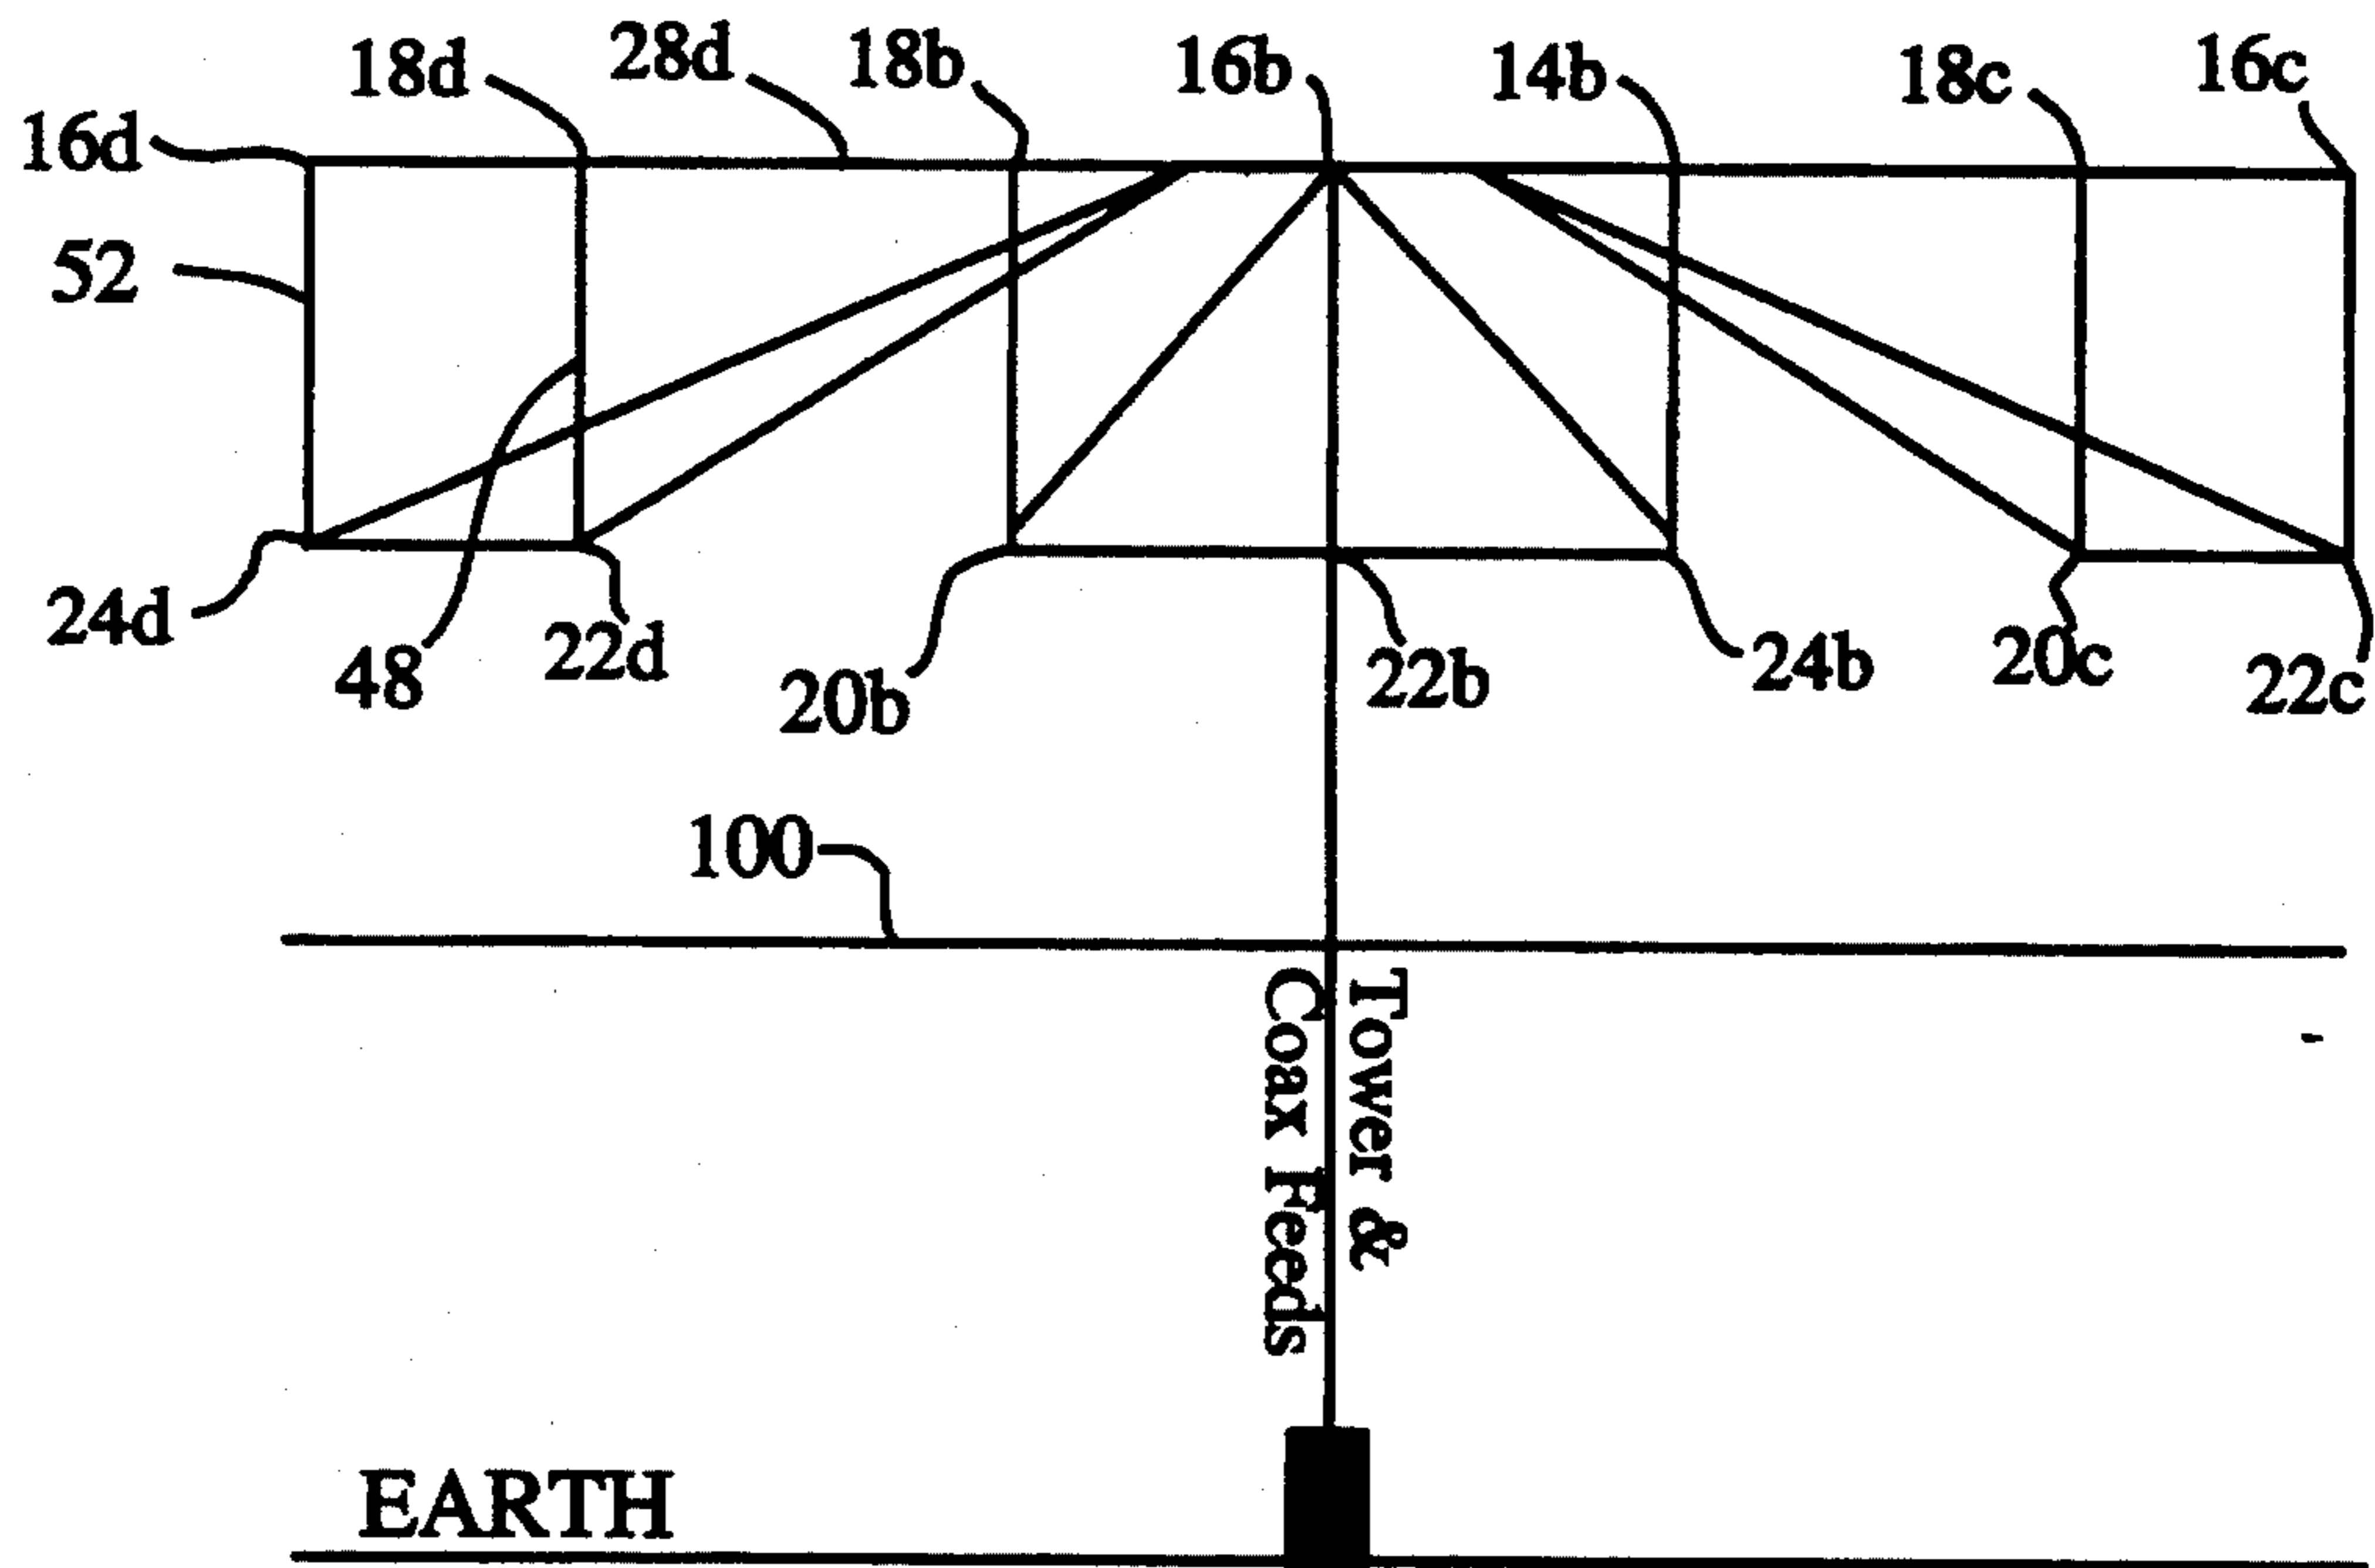 18d 28d 18b 16b 14b 18c 16c
16d
52
24d 48 22d 20b 22b 24b 20c 22c
100
Tower &
Coax Feeds
EARTH